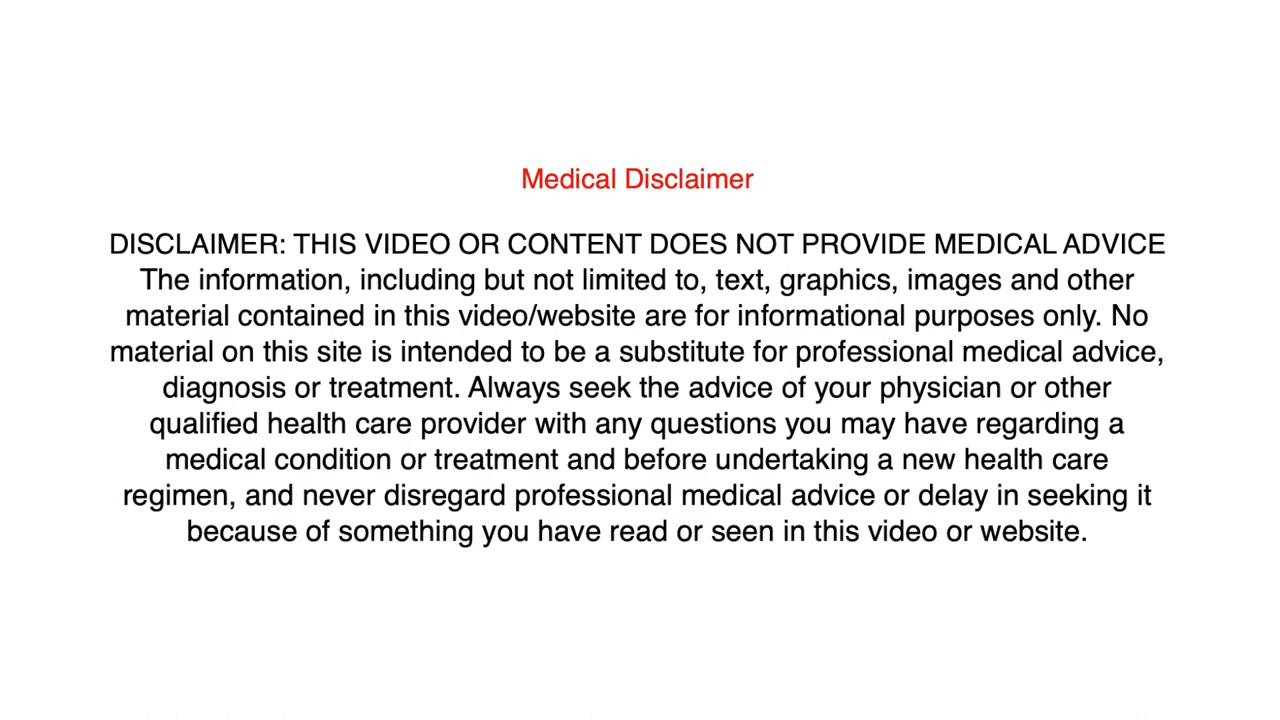 Medical Disclaimer
DISCLAIMER: THIS VIDEO OR CONTENT DOES NOT PROVIDE MEDICAL ADVICE
The information, including but not limited to, text, graphics, images and other
material contained in this video/website are for informational purposes only. No
material on this site is intended to be a substitute for professional medical advice,
diagnosis or treatment. Always seek the advice of your physician or other
qualified health care provider with any questions you may have regarding a
medical condition or treatment and before undertaking a new health care
regimen, and never disregard professional medical advice or delay in seeking it
because of something you have read or seen in this video or website.